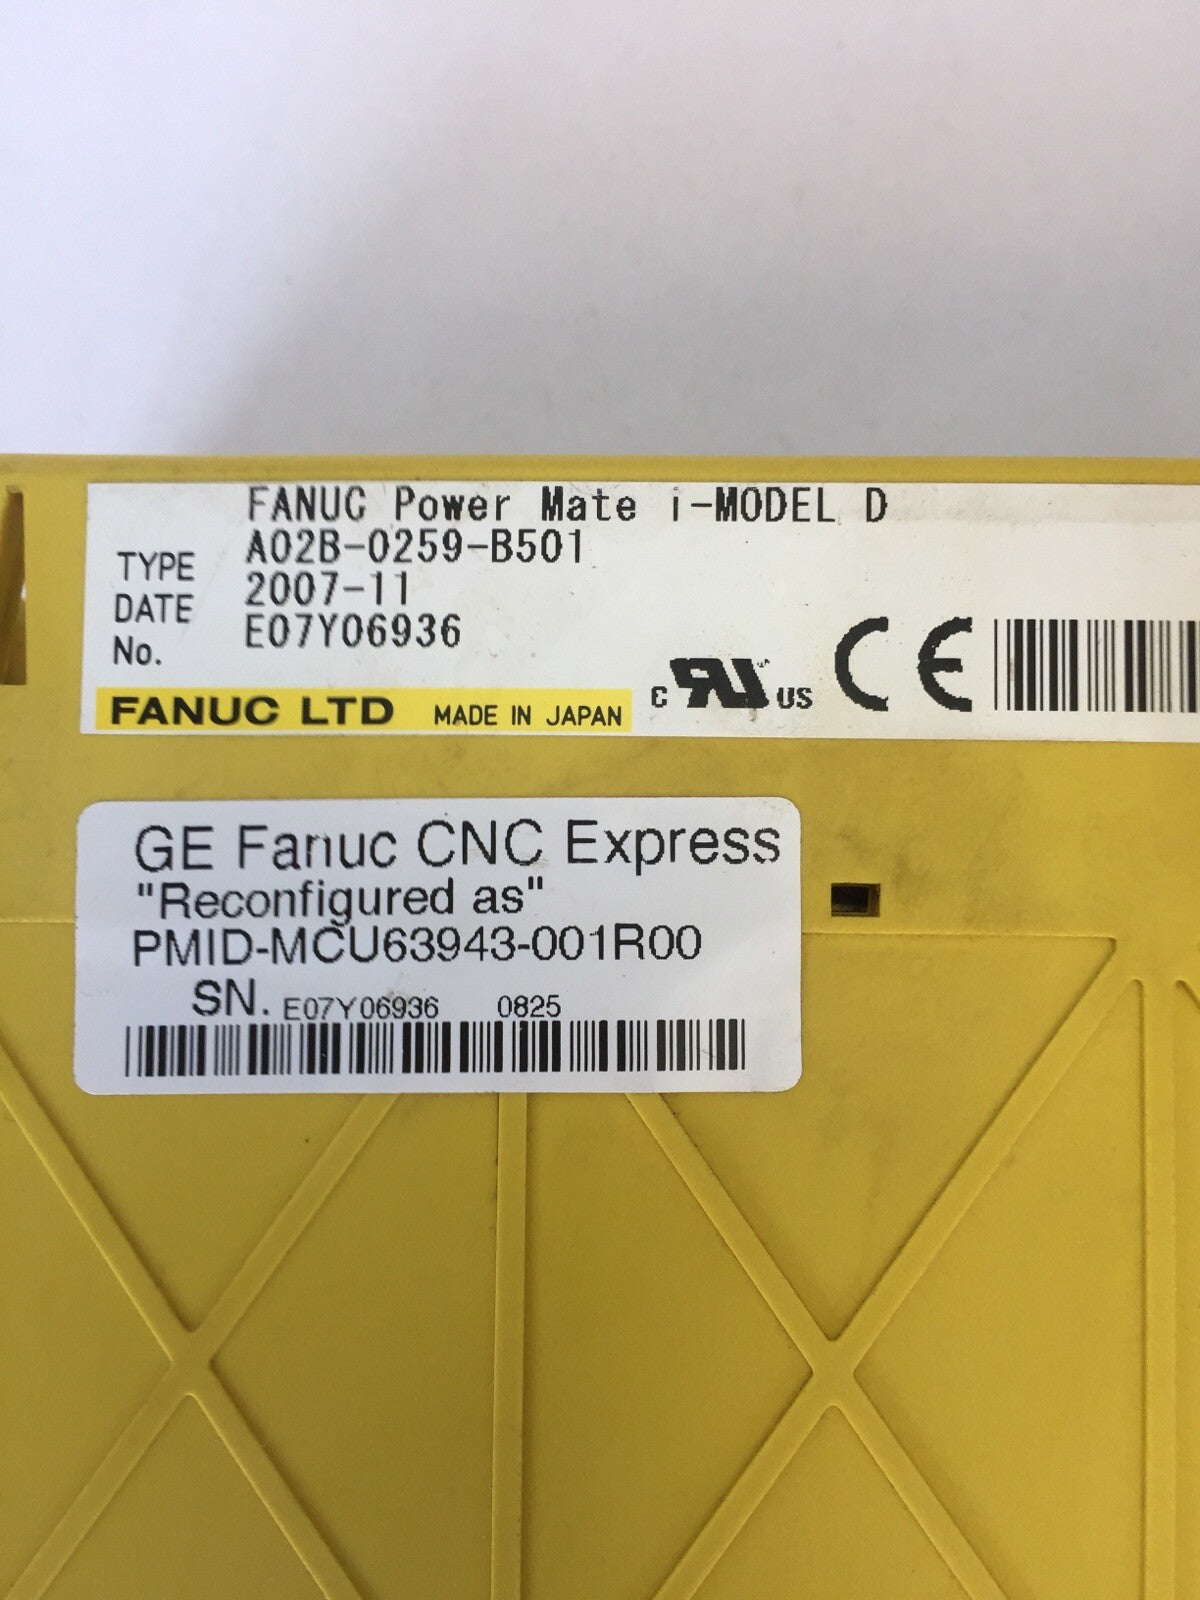 FANUC Power Mate i-MODEL D
TYPE A02B-0259-B501
DATE 2007-11
No. E07Y06936
FANUC LTD MADE IN JAPAN
c RU US CE
GE Fanuc CNC Express
"Reconfigured as"
PMID-MCU63943-001R00
SN. E07Y06936 0825